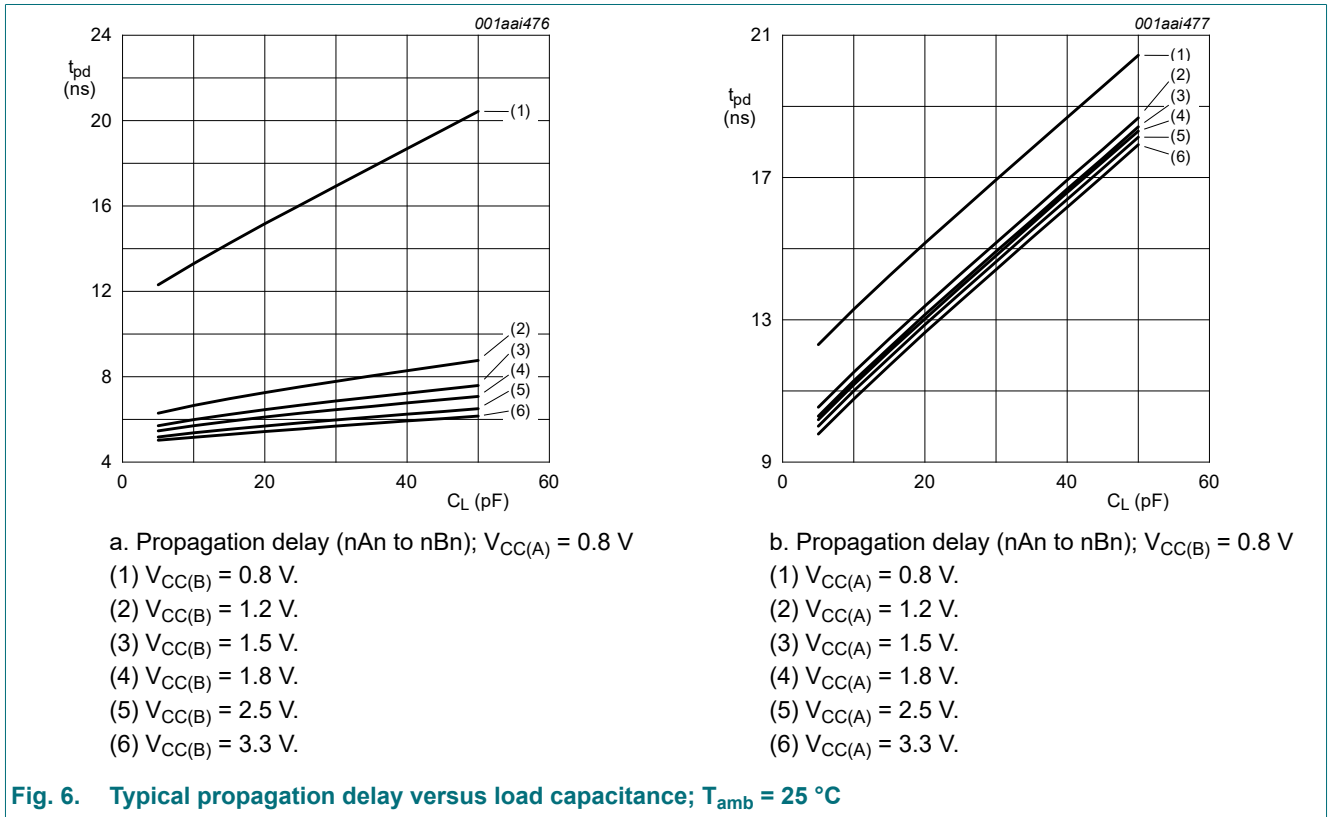 001aai476
24
tpd
(ns)
20
16
12
8
4
0
20
40
60
CL (pF)
(1)
(2)
(3)
(4)
(5)
(6)
a. Propagation delay (nAn to nBn); VCC(A) = 0.8 V
(1) VCC(B) = 0.8 V.
(2) VCC(B) = 1.2 V.
(3) VCC(B) = 1.5 V.
(4) VCC(B) = 1.8 V.
(5) VCC(B) = 2.5 V.
(6) VCC(B) = 3.3 V.
001aai477
21
tpd
(ns)
17
13
9
0
20
40
60
CL (pF)
(1)
(2)
(3)
(4)
(5)
(6)
b. Propagation delay (nAn to nBn); VCC(B) = 0.8 V
(1) VCC(A) = 0.8 V.
(2) VCC(A) = 1.2 V.
(3) VCC(A) = 1.5 V.
(4) VCC(A) = 1.8 V.
(5) VCC(A) = 2.5 V.
(6) VCC(A) = 3.3 V.
Fig. 6. Typical propagation delay versus load capacitance; Tamb = 25 °C